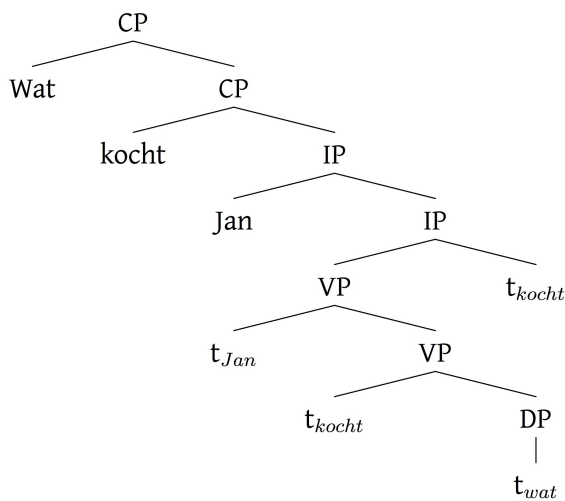 CP
Wat CP
kocht IP
Jan IP
VP t_kocht
t_Jan VP
t_kocht DP
t_wat